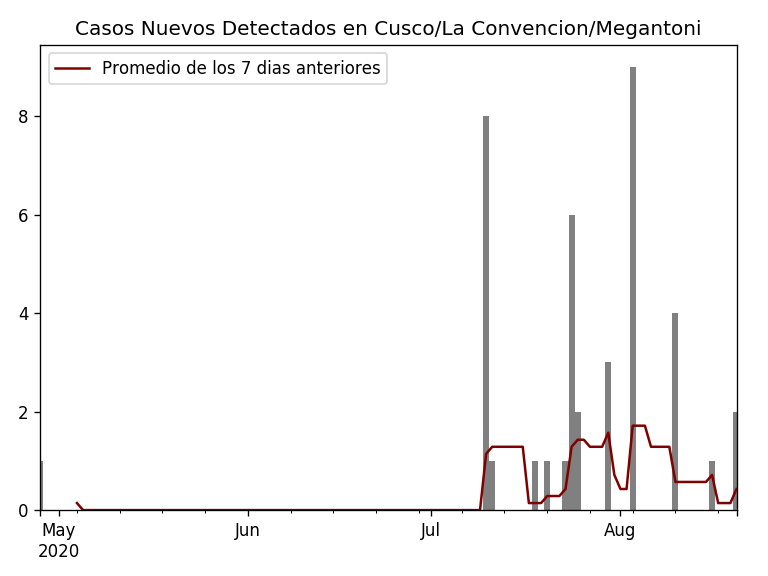 Casos Nuevos Detectados en Cusco/La Convencion/Megantoni
Promedio de los 7 dias anteriores
8
6
4
2
0
May
2020
Jun
Jul
Aug